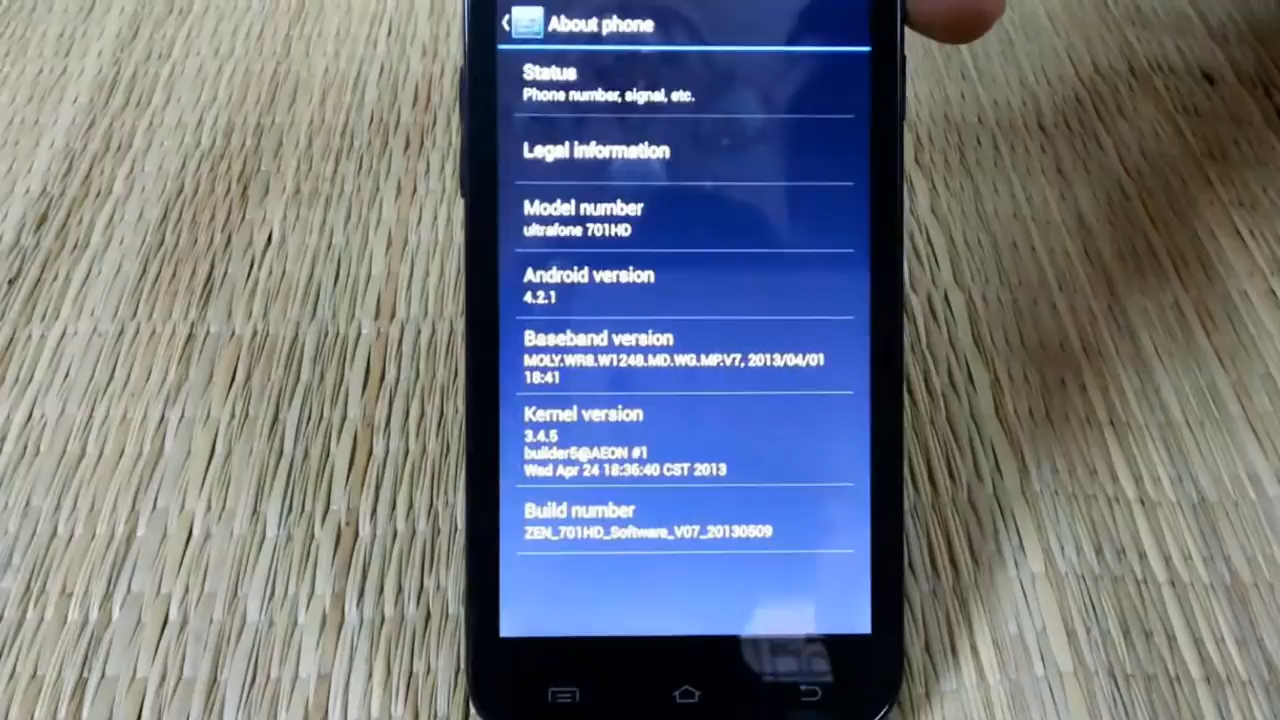 About phone
Status
Phone number, signal, etc.
Legal information
Model number
ultrafone 701HD
Android version
4.2.1
Baseband version
MOLY.WR8.W1248.MD.WG.MP.V7, 2013/04/01
18:41
Kernel version
3.4.5
builder5@AEON #1
Wed Apr 24 18:36:40 CST 2013
Build number
ZEN_701HD_Software_V07_20130509